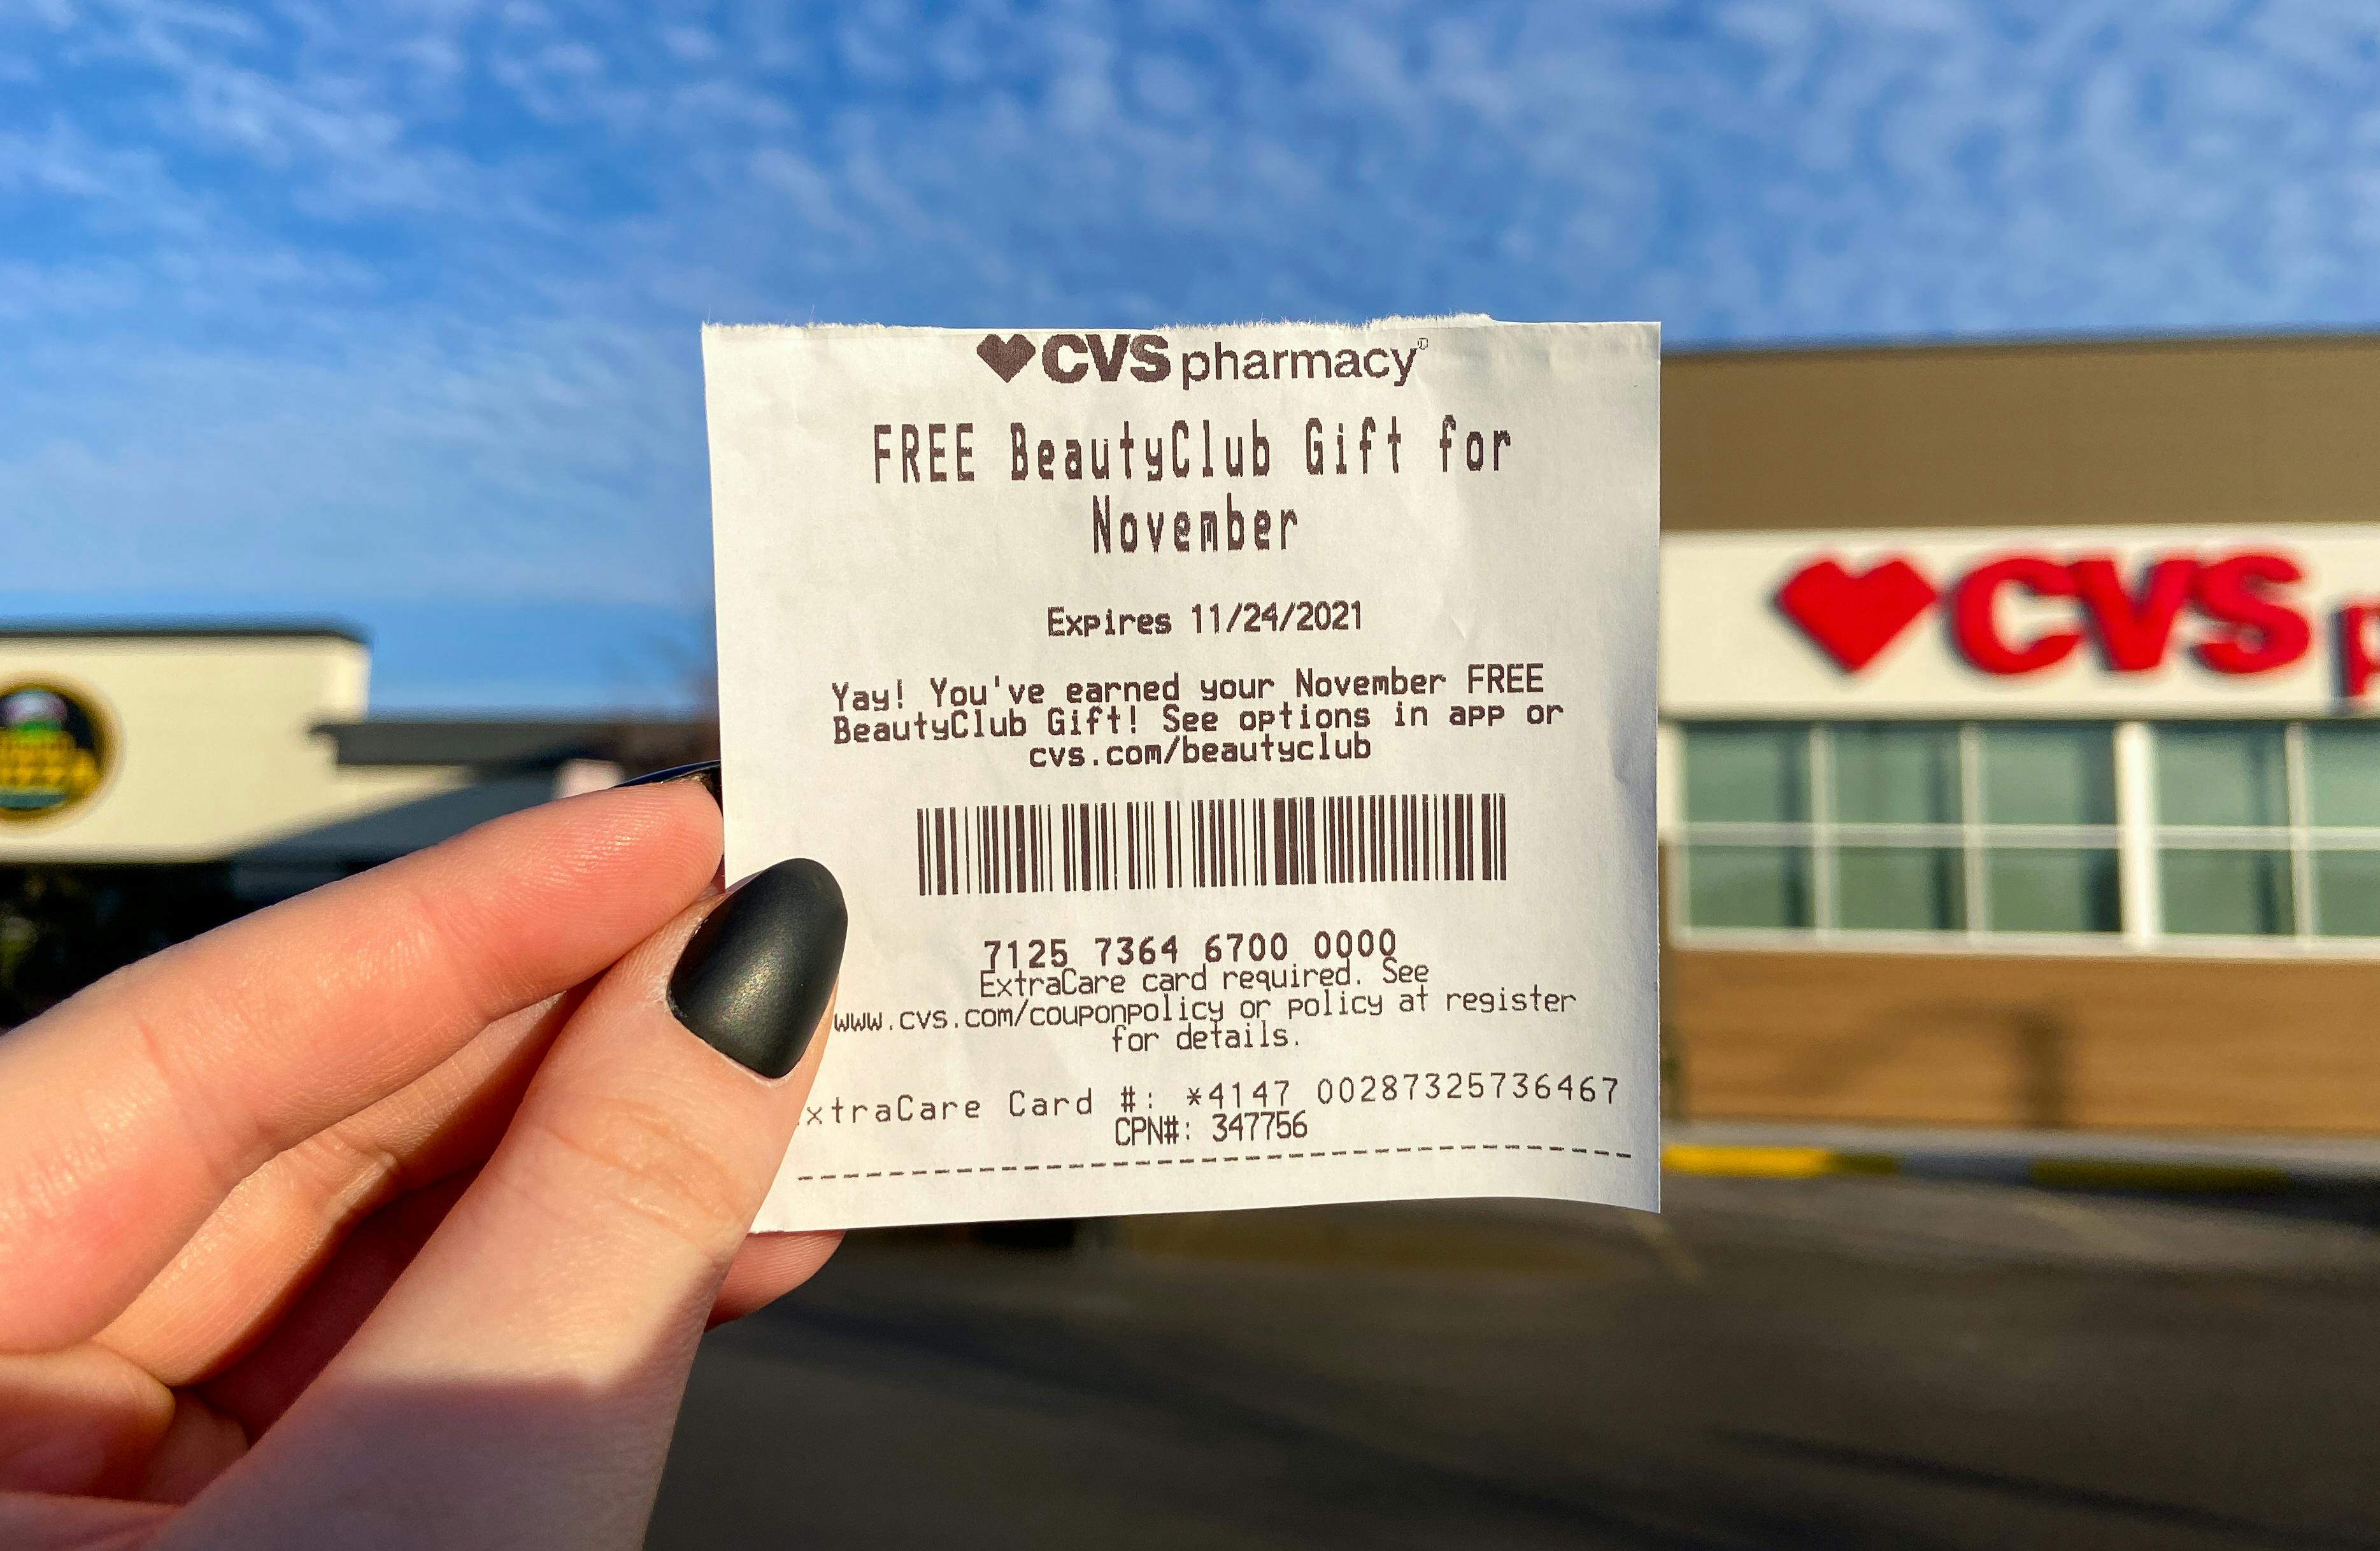 CVS pharmacy®
FREE BeautyClub Gift for
November
Expires 11/24/2021
Yay! You've earned your November FREE
BeautyClub Gift! See options in app or
cvs.com/beautyclub
7125 7364 6700 0000
ExtraCare card required. See
www.cvs.com/couponpolicy or policy at register
for details.
xtraCare Card #: *4147 00287325736467
CPN#: 347756
CVS p